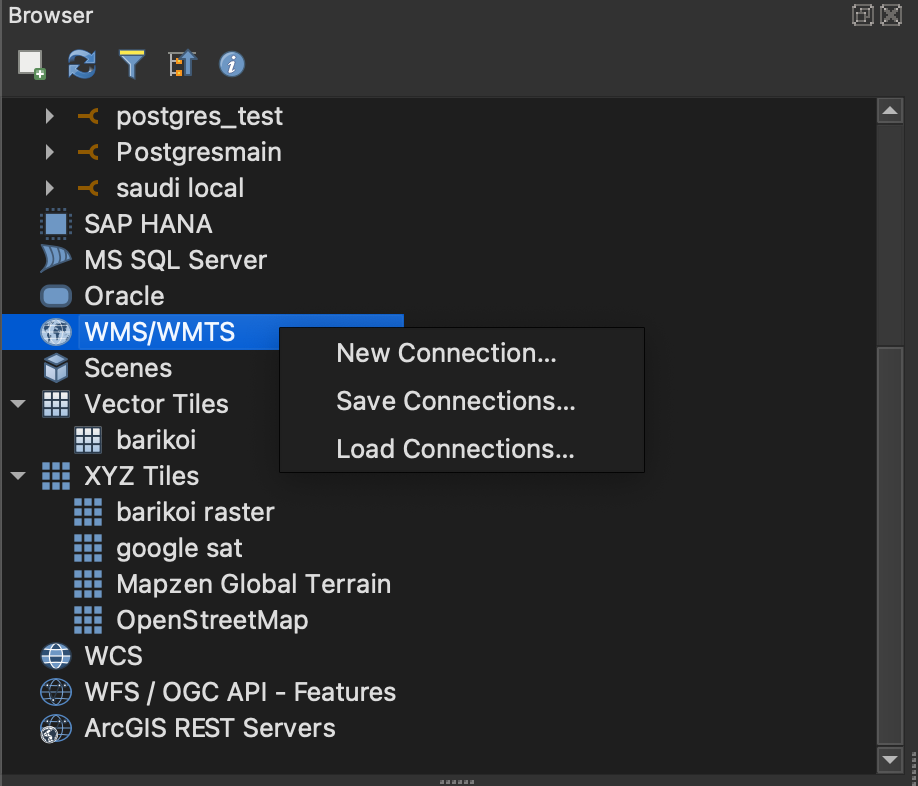 Browser
postgres_test
Postgresmain
saudi local
SAP HANA
MS SQL Server
Oracle
WMS/WMTS
New Connection...
Scenes
Save Connections...
Vector Tiles
barikoi
Load Connections...
XYZ Tiles
barikoi raster
google sat
Mapzen Global Terrain
OpenStreetMap
WCS
WFS / OGC API - Features
ArcGIS REST Servers